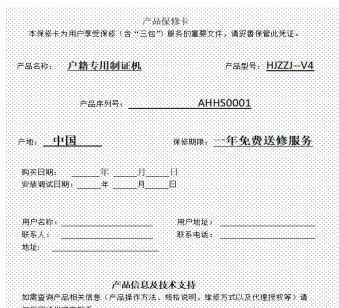 产品保修卡
本保修卡为用户享受保修（含“三包”）服务的重要文件，请妥善保管此凭证。
产品名称： 户籍专用制证机 产品型号： HJZZJ--V4
产品序列号： AHHS0001
产地： 中国 保修期限： 一年免费送修服务
购买日期： 年 月 日
安装调试日期： 年 月 日
用户名称： 用户地址：
联系人： 联系电话：
地址:
产品信息及技术支持
如需查询产品相关信息（产品操作方法、规格说明，维修方式以及代理授权等）请